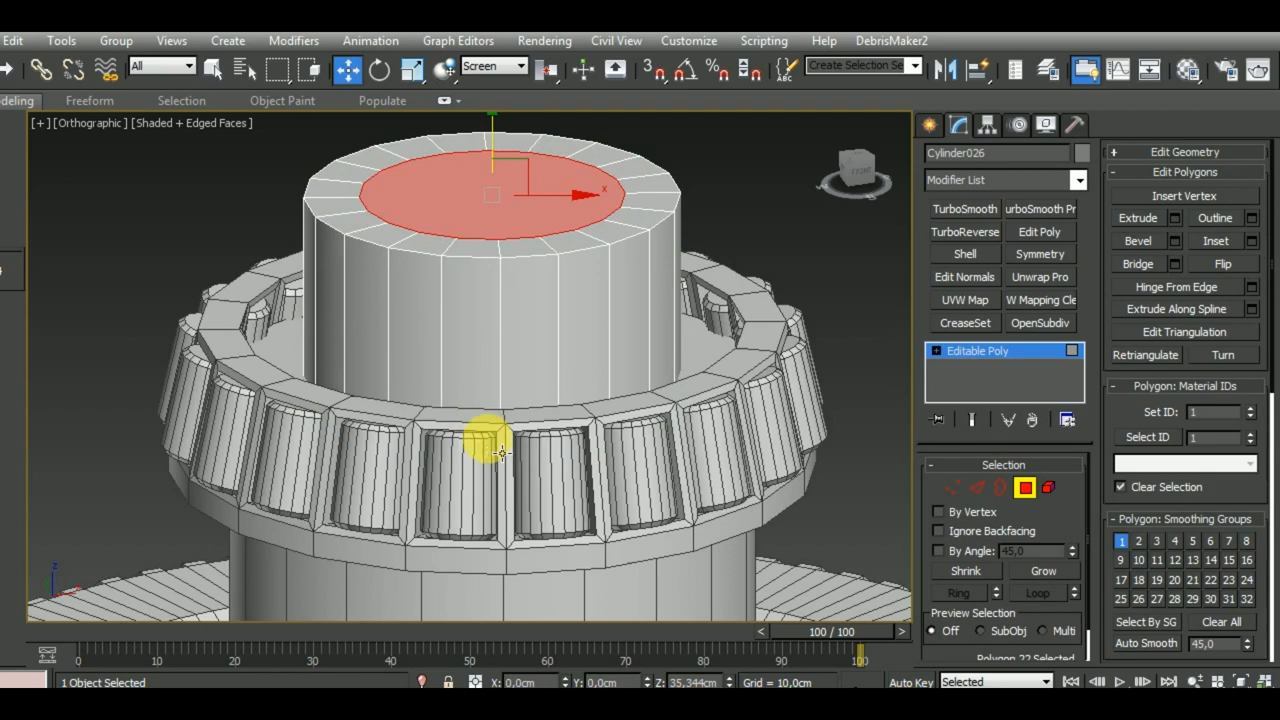 Edit Tools Group Views Create Modifiers Animation Graph Editors Rendering Civil View Customize Scripting Help DebrisMaker2
All Screen 3 % ABC Create Selection Se
deling Freeform Selection Object Paint Populate
[+] [Orthographic] [Shaded + Edged Faces]
FRONT
x
z
Cylinder026
Modifier List
TurboSmooth urboSmooth Pr
TurboReverse Edit Poly
Shell Symmetry
Edit Normals Unwrap Pro
UVW Map W Mapping Cle
CreaseSet OpenSubdiv
+ Editable Poly
- Selection
By Vertex
Ignore Backfacing
By Angle: 45,0
Shrink Grow
Ring Loop
Preview Selection
Off SubObj Multi
Polygon 22 Selected
+ Edit Geometry
- Edit Polygons
Insert Vertex
Extrude Outline
Bevel Inset
Bridge Flip
Hinge From Edge
Extrude Along Spline
Edit Triangulation
Retriangulate Turn
- Polygon: Material IDs
Set ID: 1
Select ID 1
Clear Selection
- Polygon: Smoothing Groups
1 2 3 4 5 6 7 8
9 10 11 12 13 14 15 16
17 18 19 20 21 22 23 24
25 26 27 28 29 30 31 32
Select By SG Clear All
Auto Smooth 45,0
< 100 / 100 >
0 10 20 30 40 50 60 70 80 90 100
1 Object Selected X: 0,0cm Y: 0,0cm Z: 35,344cm Grid = 10,0cm Auto Key Selected